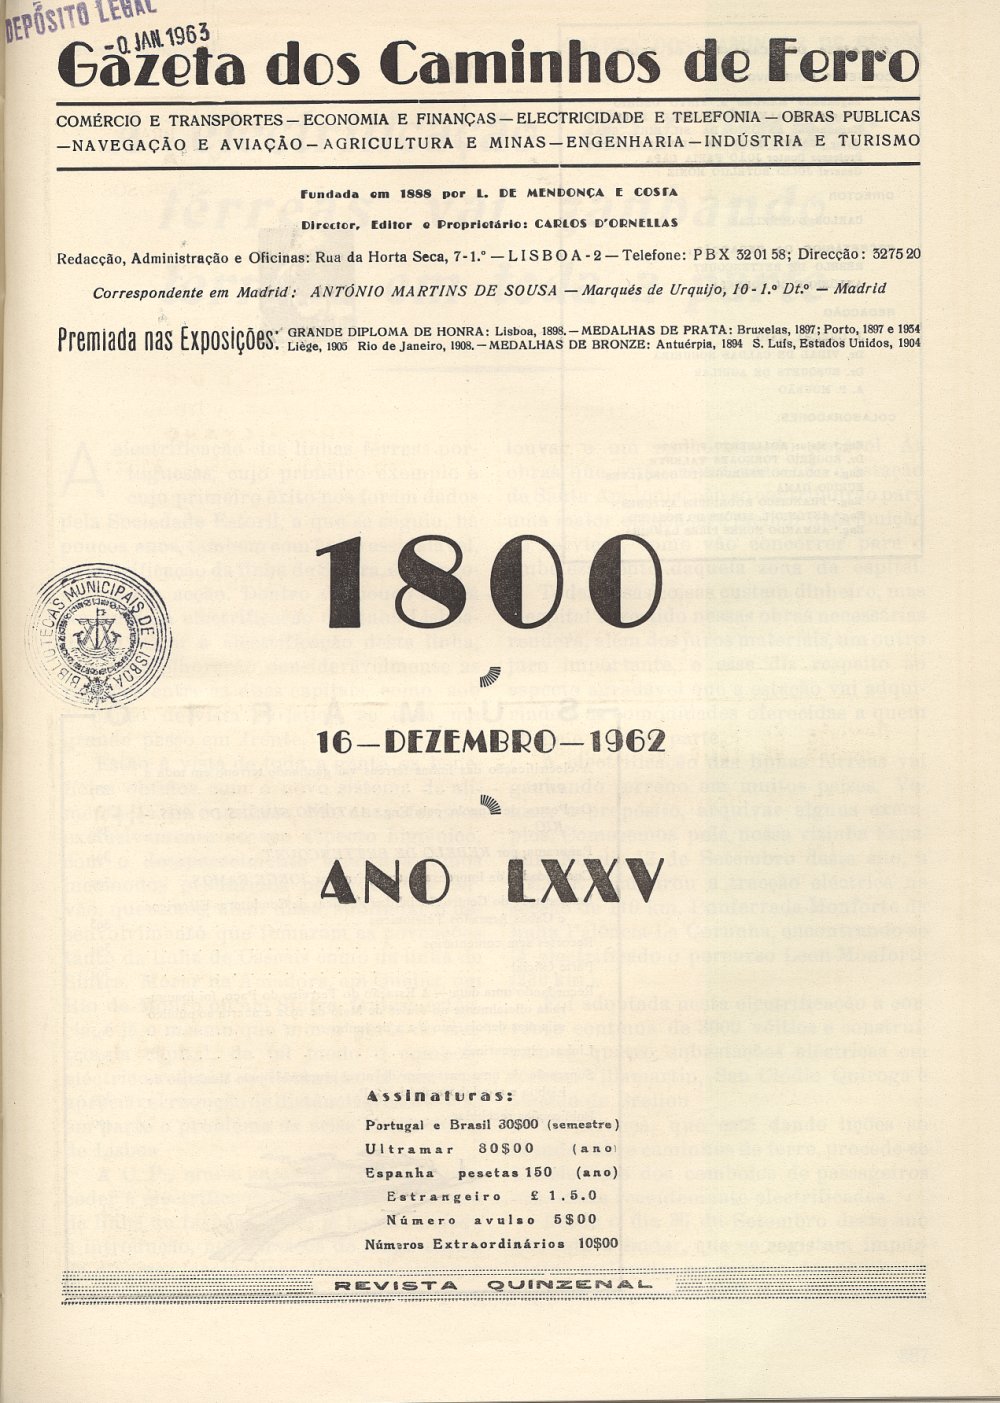 DEPÓSITO LEGAL
JAN. 1963
Gazeta dos Caminhos de Ferro
COMÉRCIO E TRANSPORTES — ECONOMIA E FINANÇAS — ELECTRICIDADE E TELEFONIA — OBRAS PUBLICAS
— NAVEGAÇÃO E AVIAÇÃO — AGRICULTURA E MINAS — ENGENHARIA — INDÚSTRIA E TURISMO
Fundada em 1888 por L. DE MENDONÇA E COSTA
Director, Editor e Proprietário: CARLOS D'ORNELLAS
Redacção, Administração e Oficinas: Rua da Horta Seca, 7-1.º — LISBOA-2 — Telefone: PBX 320158; Direcção: 327520
Correspondente em Madrid: ANTÓNIO MARTINS DE SOUSA — Marqués de Urquijo, 10-1.º Dt.º — Madrid
Premiada nas Exposições: GRANDE DIPLOMA DE HONRA: Lisboa, 1898. — MEDALHAS DE PRATA: Bruxelas, 1897; Porto, 1897 e 1934
Liège, 1905 Rio de Janeiro, 1908. — MEDALHAS DE BRONZE: Antuérpia, 1894 S. Luís, Estados Unidos, 1904
1800
BIBLIOTECAS MUNICIPAIS DE LISBOA
16 — DEZEMBRO — 1962
ANO LXXV
Assinaturas:
Portugal e Brasil 30$00 (semestre)
Ultramar 80$00 (ano)
Espanha pesetas 150 (ano)
Estrangeiro £ 1.5.0
Número avulso 5$00
Números Extraordinários 10$00
REVISTA QUINZENAL